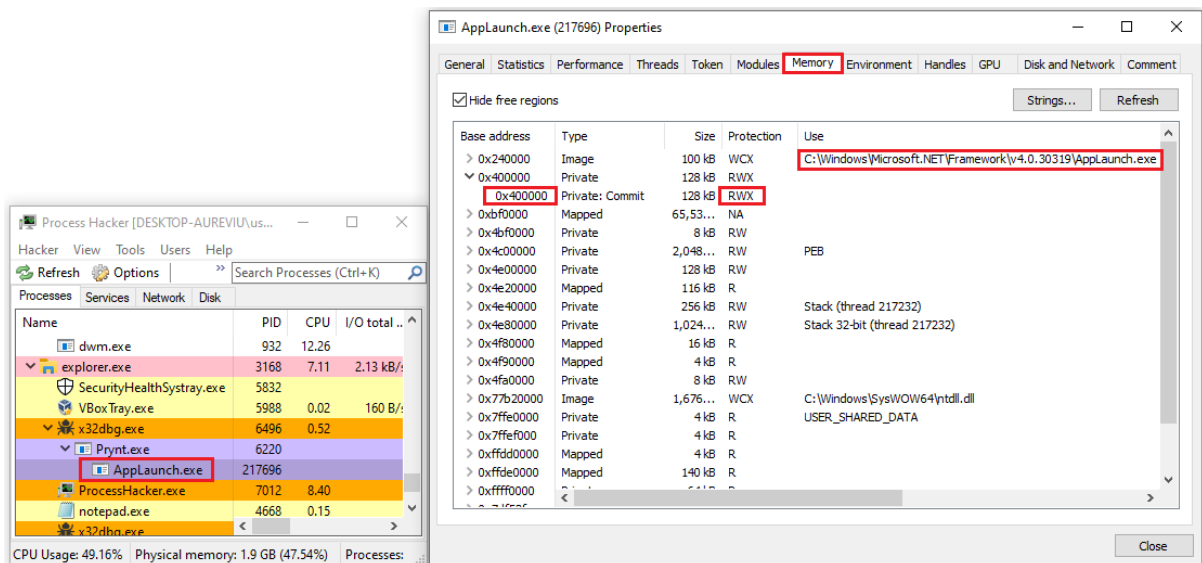 AppLaunch.exe (217696) Properties
General Statistics Performance Threads Token Modules Memory Environment Handles GPU Disk and Network Comment
Hide free regions
Strings... Refresh
Base address Type Size Protection Use
0x240000 Image 100 kB WCX C:\Windows\Microsoft.NET\Framework\v4.0.30319\AppLaunch.exe
0x400000 Private 128 kB RWX
0x400000 Private: Commit 128 kB RWX
0xbf0000 Mapped 65,53... NA
0x4bf0000 Private 8 kB RW
0x4c00000 Private 2,048... RW PEB
0x4e00000 Private 128 kB RW
0x4e20000 Mapped 116 kB R
0x4e40000 Private 256 kB RW Stack (thread 217232)
0x4e80000 Private 1,024... RW Stack 32-bit (thread 217232)
0x4f80000 Mapped 16 kB R
0x4f90000 Mapped 4 kB R
0x4fa0000 Private 8 kB RW
0x77b20000 Image 1,676... WCX C:\Windows\SysWOW64\ntdll.dll
0x7ffe0000 Private 4 kB R USER_SHARED_DATA
0x7ffef000 Private 4 kB R
0xffdd0000 Mapped 4 kB R
0xffde0000 Mapped 140 kB R
0xffff0000
Close
Process Hacker [DESKTOP-AUREVIU\us...
Hacker View Tools Users Help
Refresh Options » Search Processes (Ctrl+K)
Processes Services Network Disk
Name PID CPU I/O total ..
dwm.exe 932 12.26
explorer.exe 3168 7.11 2.13 kB/
SecurityHealthSystray.exe 5832
VBoxTray.exe 5988 0.02 160 B/
x32dbg.exe 6496 0.52
Prynt.exe 6220
AppLaunch.exe 217696
ProcessHacker.exe 7012 8.40
notepad.exe 4668 0.15
x32dbg.exe
CPU Usage: 49.16% Physical memory: 1.9 GB (47.54%) Processes: